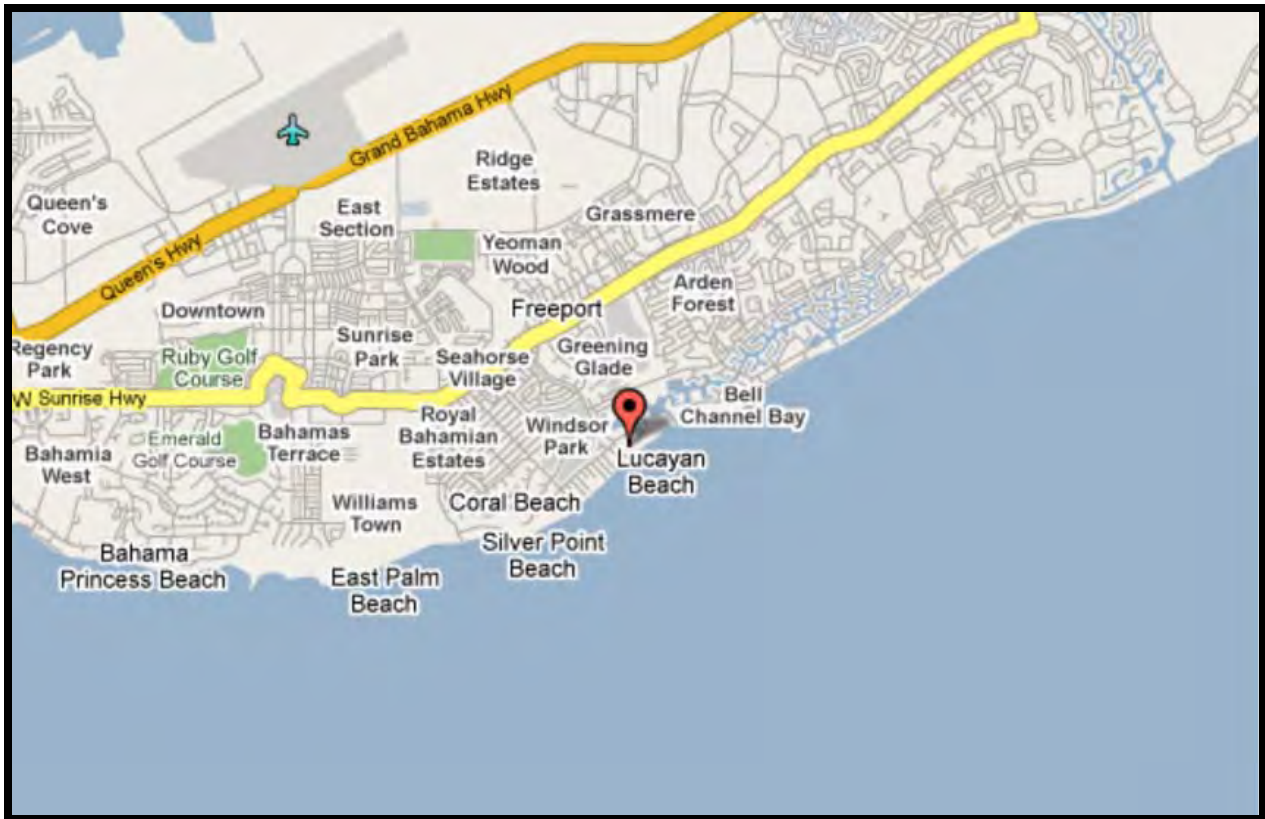 Grand Bahama Hwy
Ridge
Estates
Queen's
Cove
East
Section
Grassmere
Queen's Hwy
Yeoman
Wood
Arden
Forest
Downtown
Freeport
Regency
Park
Ruby Golf
Course
Sunrise
Park
Seahorse
Village
Greening
Glade
W Sunrise Hwy
Bell
Channel Bay
Royal
Bahamian
Estates
Windsor
Park
Emerald
Golf Course
Bahamas
Terrace
Bahamia
West
Lucayan
Beach
Williams
Town
Coral Beach
Silver Point
Beach
Bahama
Princess Beach
East Palm
Beach